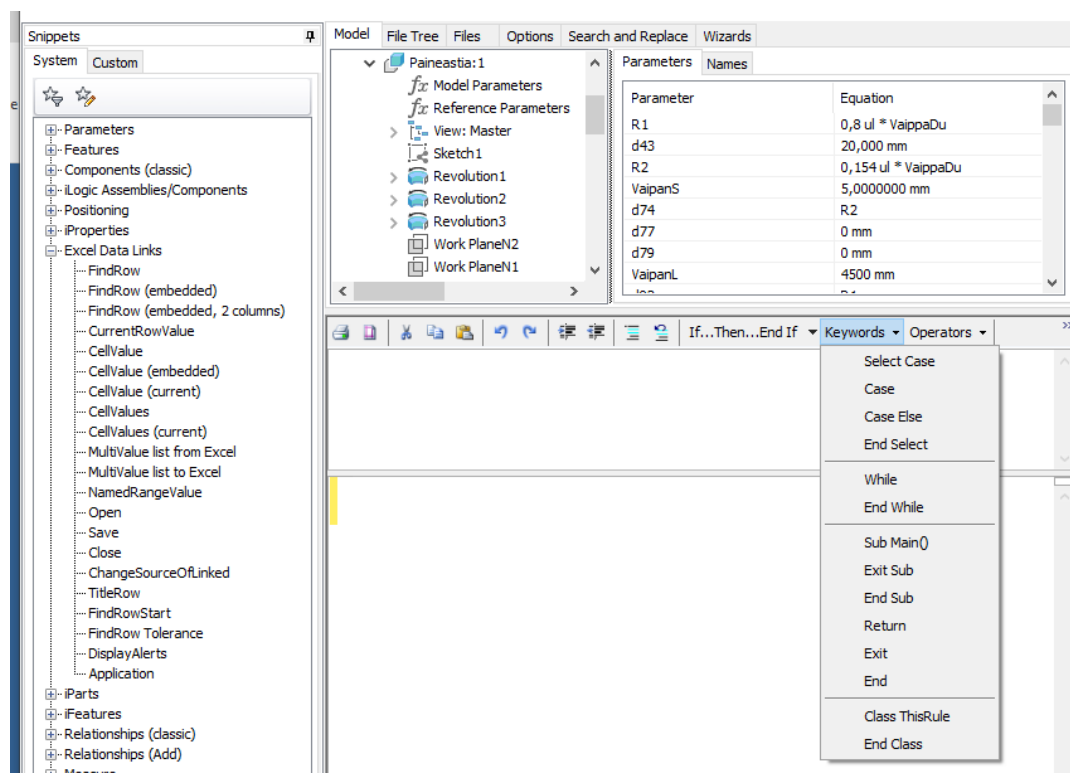 Snippets
System Custom
Parameters
Features
Components (classic)
iLogic Assemblies/Components
Positioning
iProperties
Excel Data Links
FindRow
FindRow (embedded)
FindRow (embedded, 2 columns)
CurrentRowValue
CellValue
CellValue (embedded)
CellValue (current)
CellValues
CellValues (current)
MultiValue list from Excel
MultiValue list to Excel
NamedRangeValue
Open
Save
Close
ChangeSourceOfLinked
TitleRow
FindRowStart
FindRow Tolerance
DisplayAlerts
Application
iParts
iFeatures
Relationships (classic)
Relationships (Add)
Model File Tree Files Options Search and Replace Wizards
Paineastia:1
fx Model Parameters
fx Reference Parameters
View: Master
Sketch1
Revolution1
Revolution2
Revolution3
Work PlaneN2
Work PlaneN1
Parameters Names
Parameter Equation
R1 0,8 ul * VaippaDu
d43 20,000 mm
R2 0,154 ul * VaippaDu
VaipanS 5,0000000 mm
d74 R2
d77 0 mm
d79 0 mm
VaipanL 4500 mm
If...Then...End If Keywords Operators
Select Case
Case
Case Else
End Select
While
End While
Sub Main()
Exit Sub
End Sub
Return
Exit
End
Class ThisRule
End Class